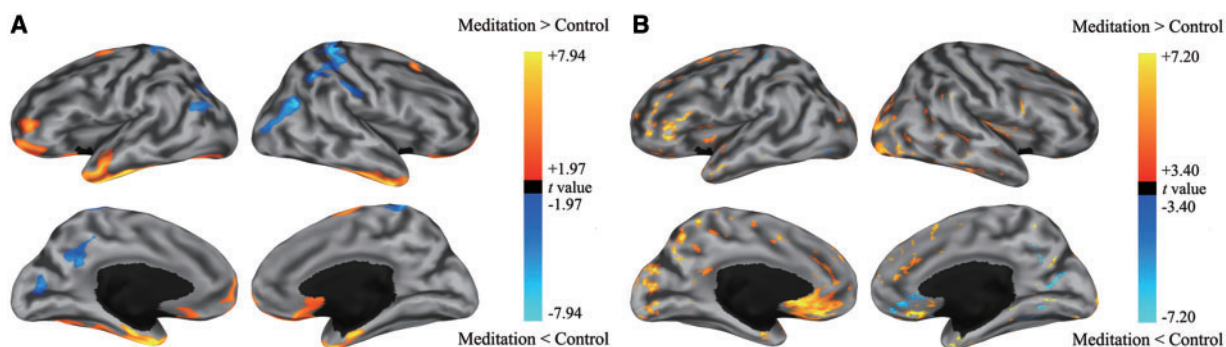 A
Meditation > Control
+7.94
+1.97
t value
-1.97
-7.94
Meditation < Control
B
Meditation > Control
+7.20
+3.40
t value
-3.40
-7.20
Meditation < Control